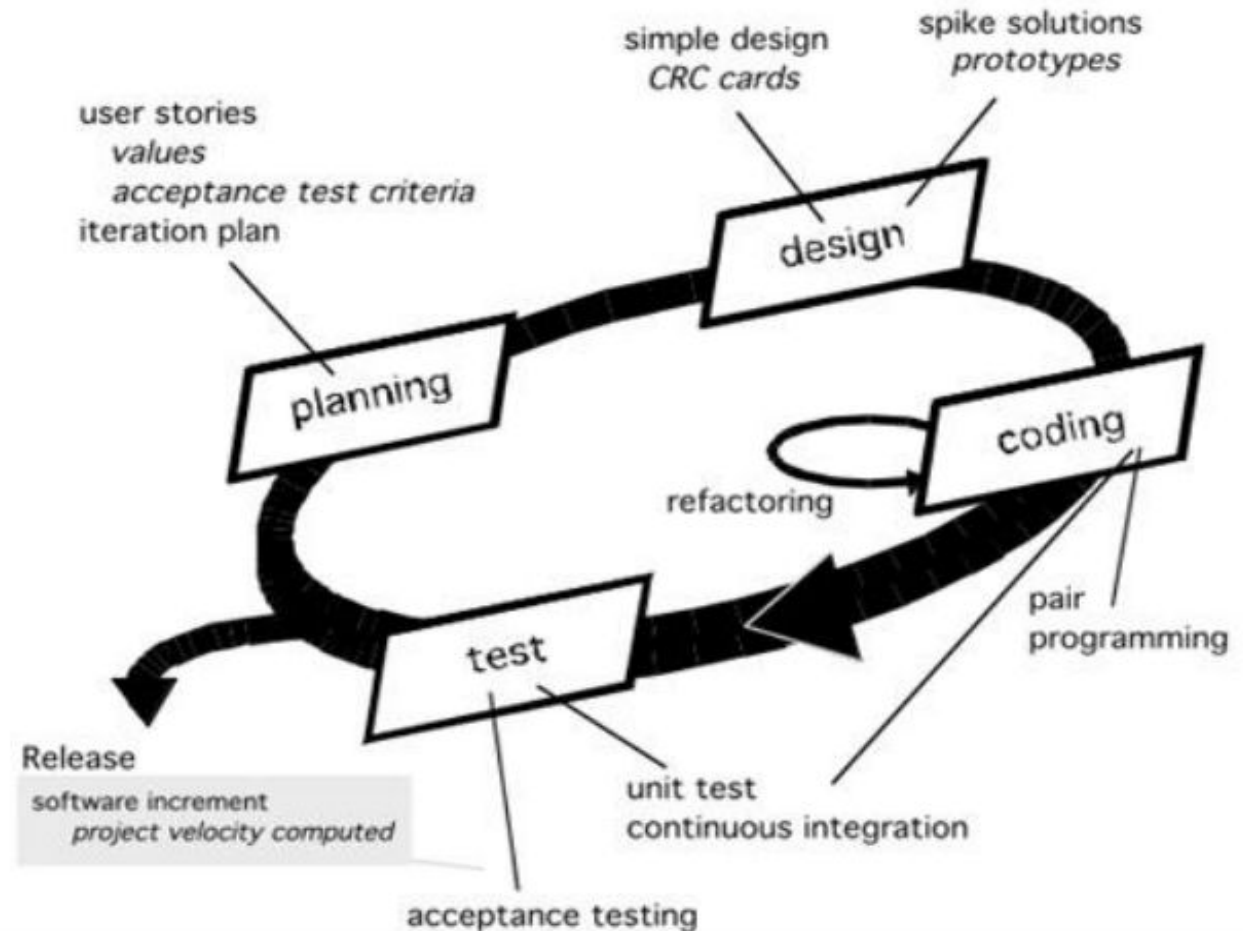 spike solutions
prototypes
simple design
CRC cards
user stories
values
acceptance test criteria
iteration plan
design
planning
coding
refactoring
pair
programming
test
Release
software increment
project velocity computed
unit test
continuous integration
acceptance testing